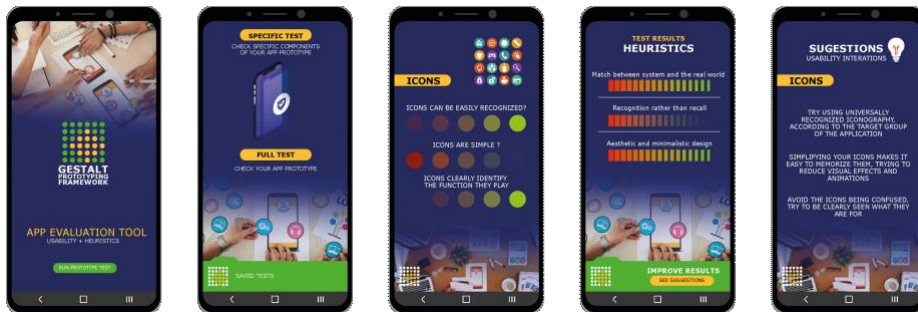 GESTALT
PROTOTYPING
FRAMEWORK
APP EVALUATION TOOL
USABILITY + HEURISTICS
RUN PROTOTYPE TEST
SPECIFIC TEST
CHECK SPECIFIC COMPONENTS
OF YOUR APP PROTOTYPE
FULL TEST
CHECK YOUR APP PROTOTYPE
SAVED TESTS
ICONS
ICONS CAN BE EASILY RECOGNIZED?
ICONS ARE SIMPLE ?
ICONS CLEARLY IDENTIFY
THE FUNCTION THEY PLAY
TEST RESULTS
HEURISTICS
Match between system and the real world
Recognition rather than recall
Aesthetic and minimalistic design
IMPROVE RESULTS
SEE SUGGESTIONS
SUGESTIONS
USABILITY INTERATIONS
ICONS
TRY USING UNIVERSALLY
RECOGNIZED ICONOGRAPHY,
ACCORDING TO THE TARGET GROUP
OF THE APPLICATION
SIMPLIFYING YOUR ICONS MAKES IT
EASY TO MEMORIZE THEM, TRYING TO
REDUCE VISUAL EFFECTS AND
ANIMATIONS
AVOID THE ICONS BEING CONFUSED,
TRY TO BE CLEARLY SEEN WHAT THEY
ARE FOR